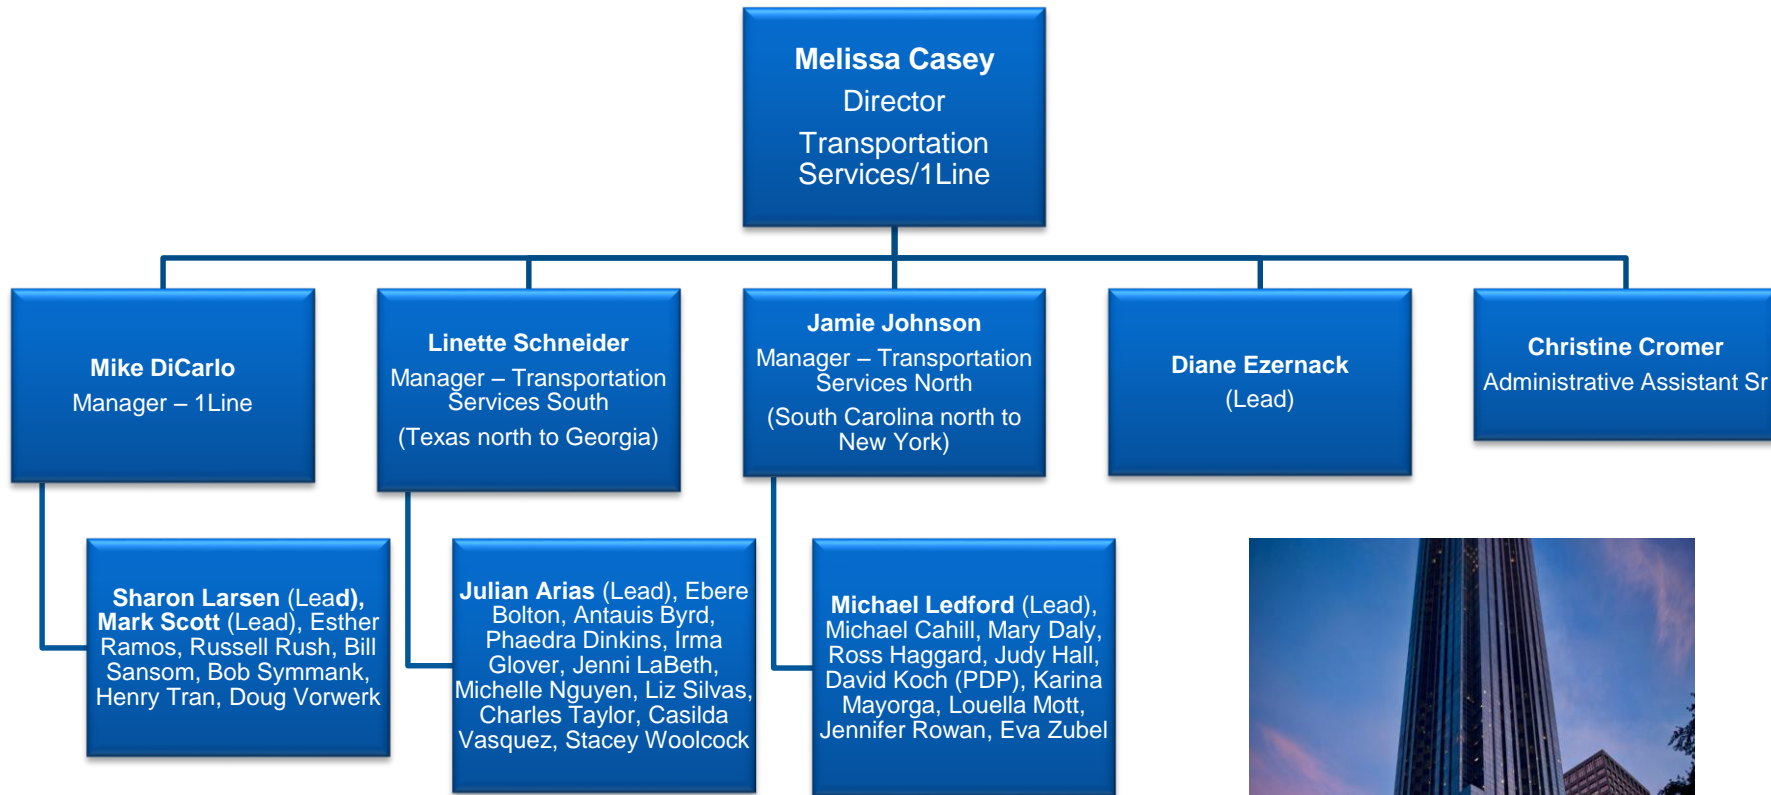 Melissa Casey
Director
Transportation
Services/1Line
Mike DiCarlo
Manager – 1Line
Linette Schneider
Manager – Transportation
Services South
(Texas north to Georgia)
Jamie Johnson
Manager – Transportation
Services North
(South Carolina north to
New York)
Diane Ezernack
(Lead)
Christine Cromer
Administrative Assistant Sr
Sharon Larsen (Lead),
Mark Scott (Lead), Esther
Ramos, Russell Rush, Bill
Sansom, Bob Symmank,
Henry Tran, Doug Vorwerk
Julian Arias (Lead), Ebere
Bolton, Antauis Byrd,
Phaedra Dinkins, Irma
Glover, Jenni LaBeth,
Michelle Nguyen, Liz Silvas,
Charles Taylor, Casilda
Vasquez, Stacey Woolcock
Michael Ledford (Lead),
Michael Cahill, Mary Daly,
Ross Haggard, Judy Hall,
David Koch (PDP), Karina
Mayorga, Louella Mott,
Jennifer Rowan, Eva Zubel